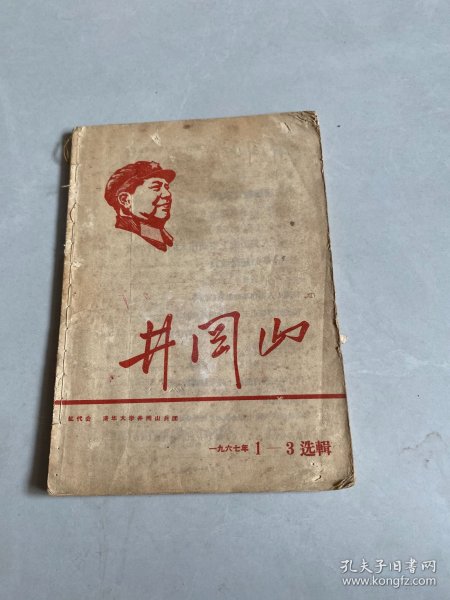 井冈山
红代会 清华大学井冈山兵团
一九六七年 1—3 选輯
孔夫子旧书网
www.kongfz.com